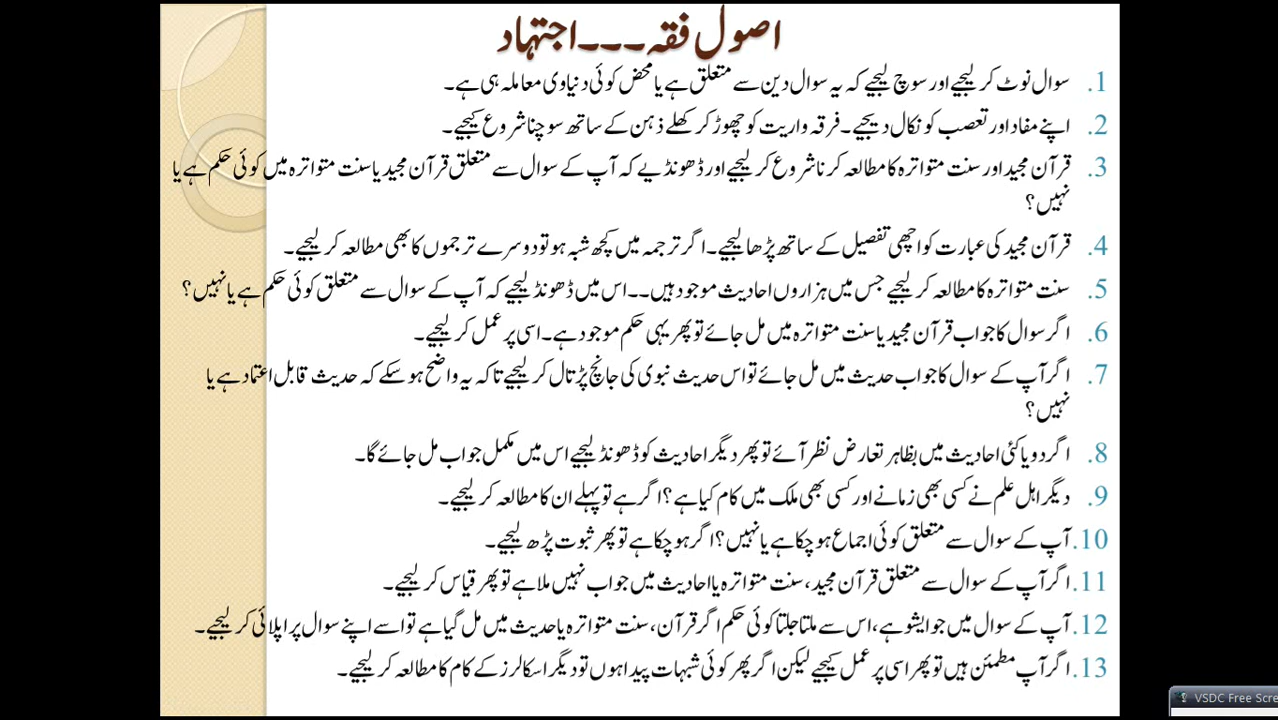 اصول فقہ۔۔۔اجتہاد
1. سوال نوٹ کر لیجیے اور سوچ لیجیے کہ یہ سوال دین سے متعلق ہے یا محض کوئی دنیاوی معاملہ ہی ہے۔
2. اپنے مفاد اور تعصب کو نکال دیجیے۔ فرقہ واریت کو چھوڑ کر کھلے ذہن کے ساتھ سوچنا شروع کیجیے۔
3. قرآن مجید اور سنت متواترہ کا مطالعہ کرنا شروع کر لیجیے اور ڈھونڈیے کہ آپ کے سوال سے متعلق قرآن مجید یا سنت متواترہ میں کوئی حکم ہے یا
نہیں؟
4. قرآن مجید کی عبارت کو اچھی تفصیل کے ساتھ پڑھا لیجیے۔ اگر ترجمہ میں کچھ شبہ ہو تو دوسرے ترجموں کا بھی مطالعہ کر لیجیے۔
5. سنت متواترہ کا مطالعہ کر لیجیے جس میں ہزاروں احادیث موجود ہیں۔۔ اس میں ڈھونڈ لیجیے کہ آپ کے سوال سے متعلق کوئی حکم ہے یا نہیں؟
6. اگر سوال کا جواب قرآن مجید یا سنت متواترہ میں مل جائے تو پھر یہی حکم موجود ہے۔ اسی پر عمل کر لیجیے۔
7. اگر آپ کے سوال کا جواب حدیث میں مل جائے تو اس حدیث نبوی کی جانچ پڑتال کر لیجیے تاکہ یہ واضح ہو سکے کہ حدیث قابل اعتماد ہے یا
نہیں؟
8. اگر دو یا کئی احادیث میں بظاہر تعارض نظر آئے تو پھر دیگر احادیث کو ڈھونڈ لیجیے اس میں مکمل جواب مل جائے گا۔
9. دیگر اہل علم نے کسی بھی زمانے اور کسی بھی ملک میں کام کیا ہے؟ اگر ہے تو پہلے ان کا مطالعہ کر لیجیے۔
10. آپ کے سوال سے متعلق کوئی اجماع ہو چکا ہے یا نہیں؟ اگر ہو چکا ہے تو پھر ثبوت پڑھ لیجیے۔
11. اگر آپ کے سوال سے متعلق قرآن مجید، سنت متواترہ یا احادیث میں جواب نہیں ملا ہے تو پھر قیاس کر لیجیے۔
12. آپ کے سوال میں جو ایشو ہے، اس سے ملتا جلتا کوئی حکم اگر قرآن، سنت متواترہ یا حدیث میں مل گیا ہے تو اسے اپنے سوال پر اپلائی کر لیجیے۔
13. اگر آپ مطمئن ہیں تو پھر اسی پر عمل کیجیے لیکن اگر پھر کوئی شبہات پیدا ہوں تو دیگر اسکالرز کے کام کا مطالعہ کر لیجیے۔
VSDC Free Scre